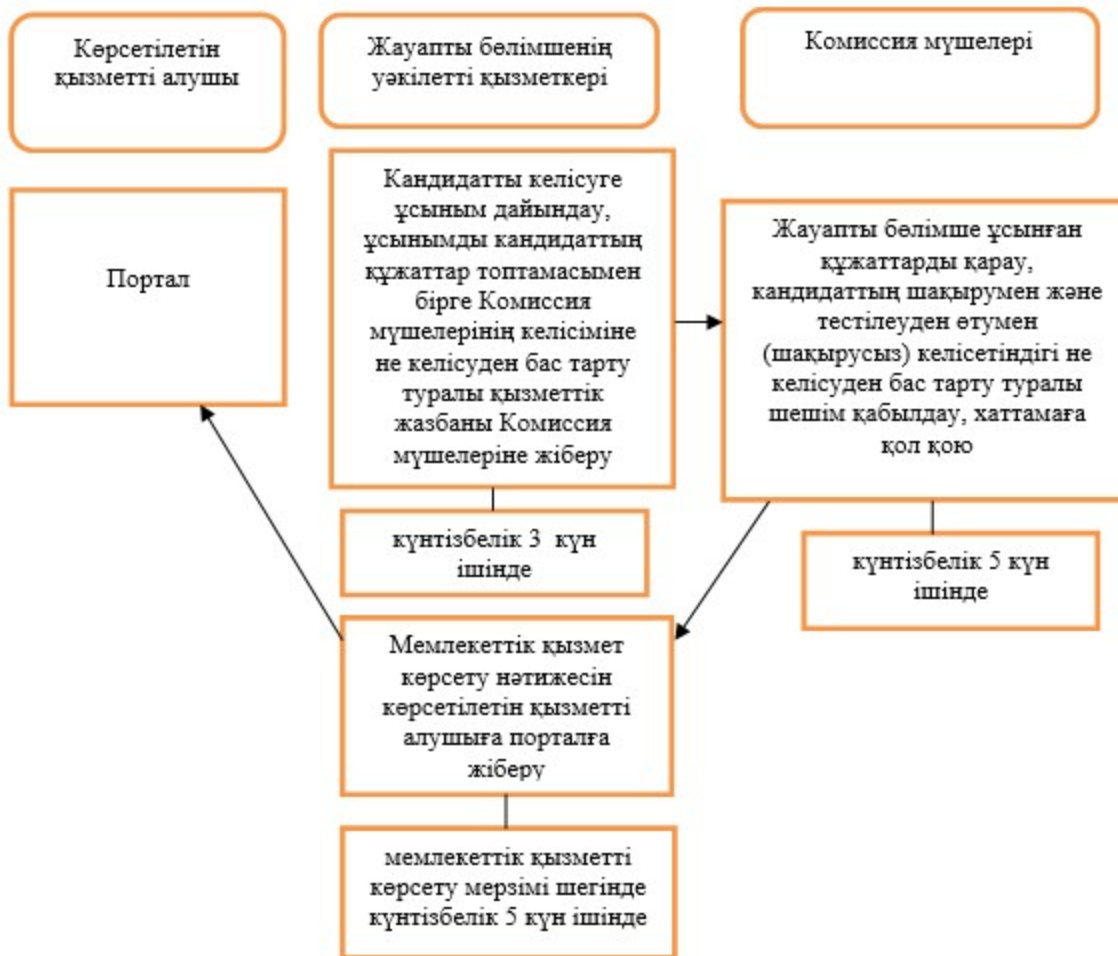 Көрсетілетін
қызметті алушы
Жауапты бөлімшенің
уәкілетті қызметкері
Комиссия мүшелері
Портал
Кандидатты келісуге
ұсыным дайындау,
ұсынымды кандидаттың
құжаттар топтамасымен
бірге Комиссия
мүшелерінің келісіміне
не келісуден бас тарту
туралы қызметтік
жазбаны Комиссия
мүшелеріне жіберу
Жауапты бөлімше ұсынған
құжаттарды қарау,
кандидаттың шақырумен және
тестілеуден өтумен
(шақырусыз) келісетіндігі не
келісуден бас тарту туралы
шешім қабылдау, хаттамаға
қол қою
күнтізбелік 3 күн
ішінде
күнтізбелік 5 күн
ішінде
Мемлекеттік қызмет
көрсету нәтижесін
көрсетілетін қызметті
алушыға порталға
жіберу
мемлекеттік қызметті
көрсету мерзімі шегінде
күнтізбелік 5 күн ішінде